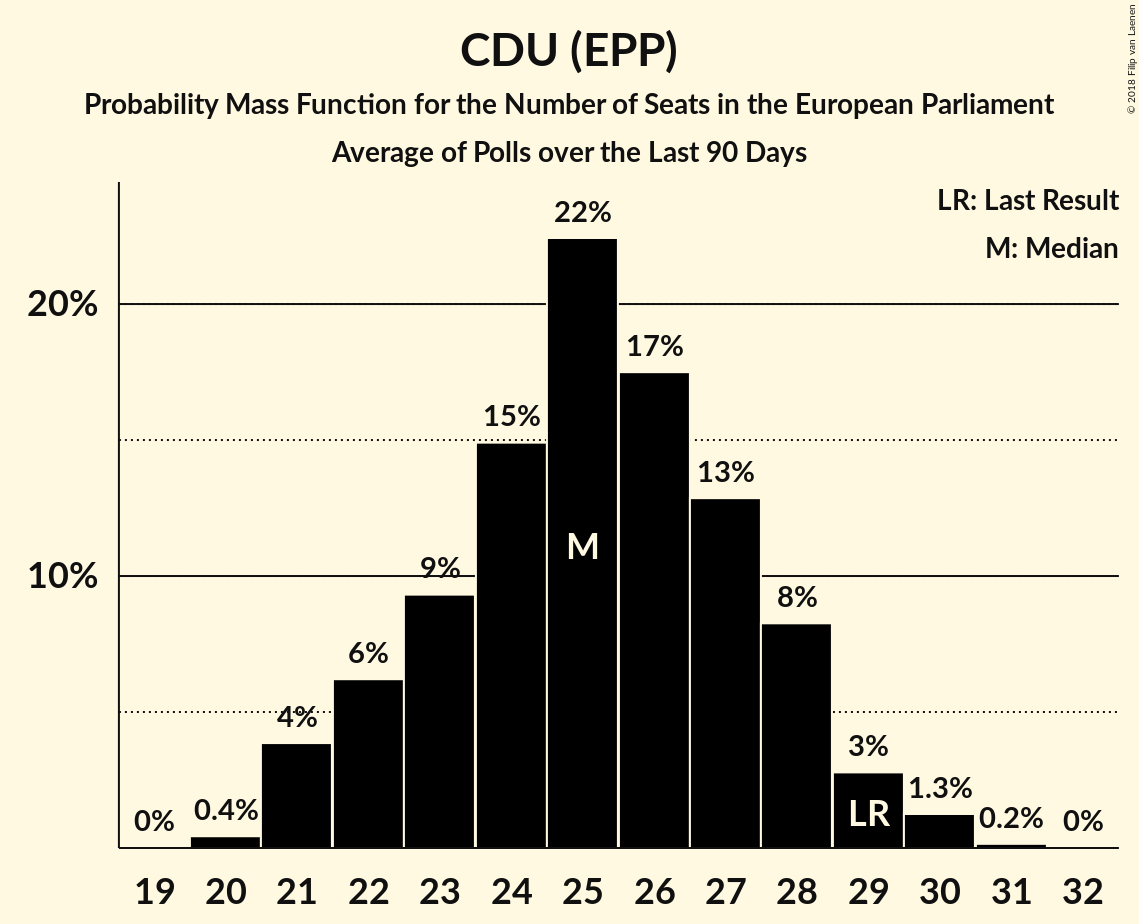 CDU (EPP)
Probability Mass Function for the Number of Seats in the European Parliament
Average of Polls over the Last 90 Days
© 2018 Filip van Laenen
LR: Last Result
M: Median
20%
10%
0%
0.4%
4%
6%
9%
15%
22%
17%
13%
8%
3%
1.3%
0.2%
0%
M
LR
19 20 21 22 23 24 25 26 27 28 29 30 31 32